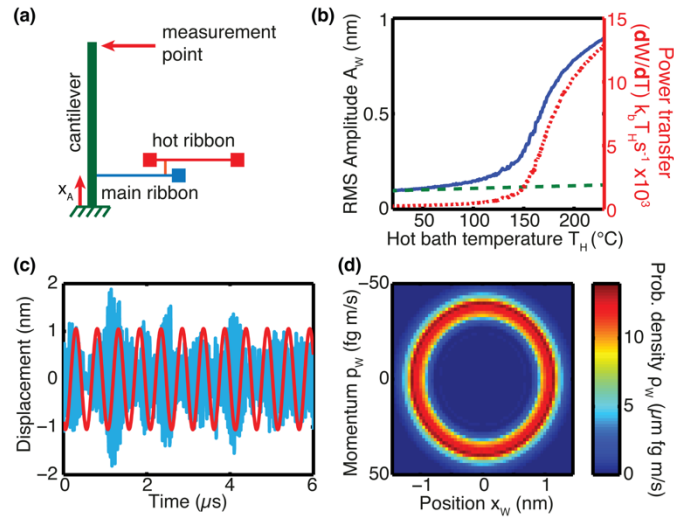 (a)
measurement
point
cantilever
hot ribbon
main ribbon
x_A
(b)
RMS Amplitude A_W (nm)
1
0.5
0
50 100 150 200
Hot bath temperature T_H (°C)
15
10
5
0
Power transfer
(dW/dT) k_b T_H s^-1 x10^3
(c)
Displacement (nm)
2
1
0
−1
−2
0 2 4 6
Time (μs)
(d)
Momentum p_W (fg m/s)
−50
0
50
−1 0 1
Position x_W (nm)
10
5
0
Prob. density ρ_W (μm fg m/s)